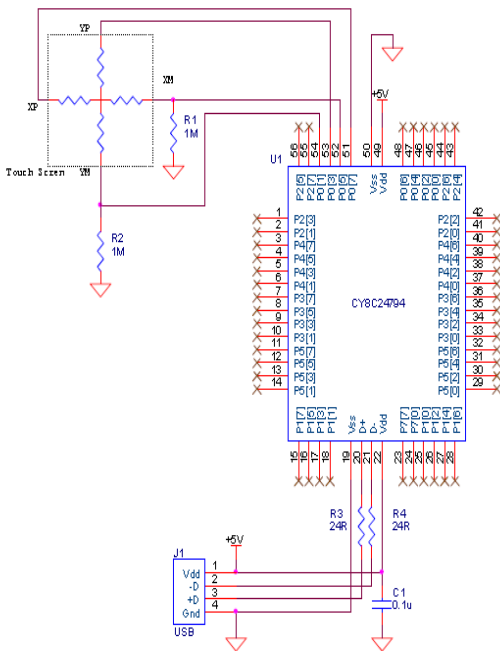 YP
XP
XM
Touch Scren
YM
R1
1M
R2
1M
+5V
U1
56
55
54
53
52
51
50
49
48
47
46
45
44
43
P2[5]
P2[7]
P0[1]
P0[3]
P0[5]
P0[7]
Vss
Vdd
P0[6]
P0[4]
P0[2]
P0[0]
P2[6]
P2[4]
1 P2[3]
2 P2[1]
3 P4[7]
4 P4[5]
5 P4[3]
6 P4[1]
7 P3[7]
8 P3[5]
9 P3[3]
10 P3[1]
11 P5[7]
12 P5[5]
13 P5[3]
14 P5[1]
CY8C24794
P2[2] 42
P2[0] 41
P4[6] 40
P4[4] 39
P4[2] 38
P4[0] 37
P3[6] 36
P3[4] 35
P3[2] 34
P3[0] 33
P5[6] 32
P5[4] 31
P5[2] 30
P5[0] 29
P1[7]
P1[5]
P1[3]
P1[1]
Vss
D+
D-
Vdd
P7[7]
P7[0]
P1[0]
P1[2]
P1[4]
P1[6]
15
16
17
18
19
20
21
22
23
24
25
26
27
28
R3
24R
R4
24R
+5V
J1
Vdd 1
-D 2
+D 3
Gnd 4
USB
C1
0.1u